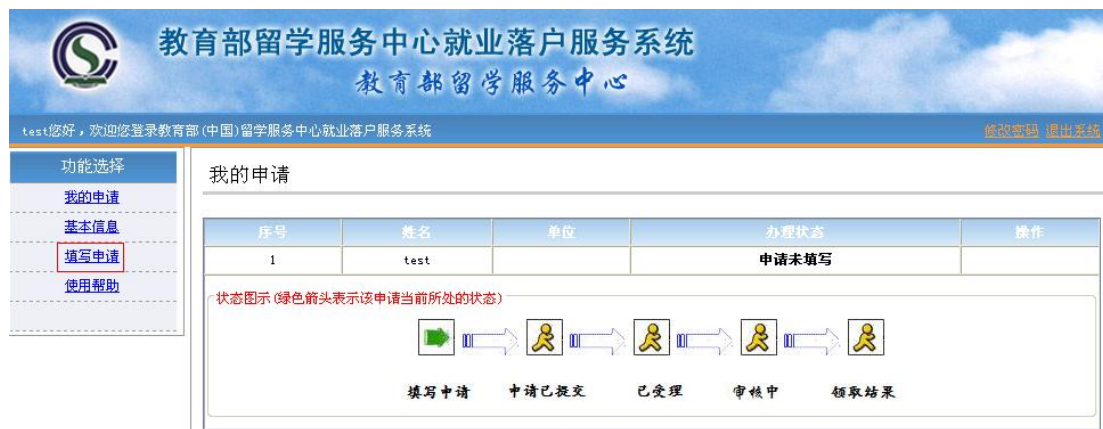 教育部留学服务中心就业落户服务系统
教育部留学服务中心
test您好，欢迎您登录教育部(中国)留学服务中心就业落户服务系统 修改密码 退出系统
功能选择
我的申请
基本信息
填写申请
使用帮助
我的申请
序号 姓名 单位 办理状态 操作
1 test 申请未填写
状态图示(绿色箭头表示该申请当前所处的状态)
填写申请 申请已提交 已受理 审核中 领取结果